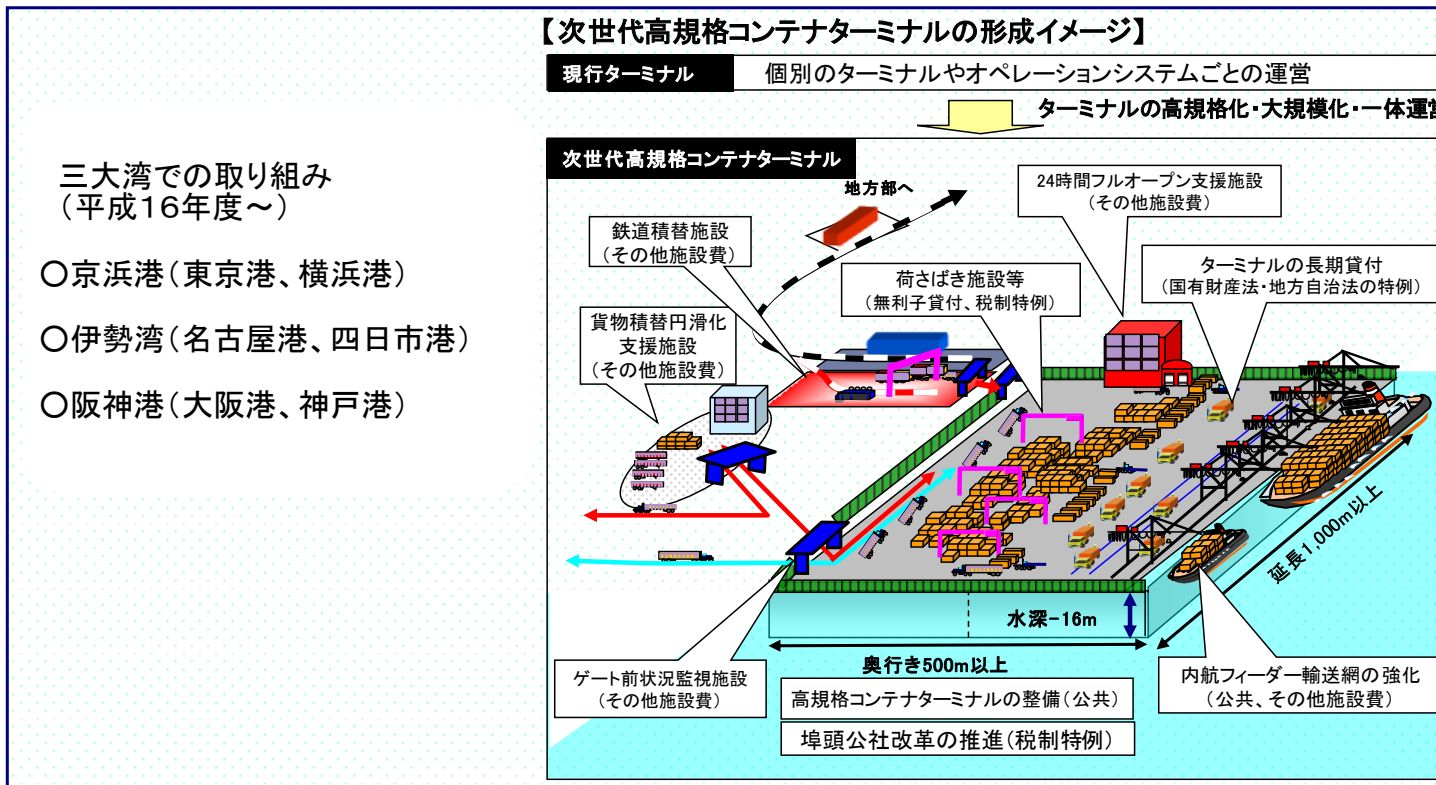 【次世代高規格コンテナターミナルの形成イメージ】
現行ターミナル
個別のターミナルやオペレーションシステムごとの運営
ターミナルの高規格化・大規模化・一体運営
次世代高規格コンテナターミナル
三大湾での取り組み
(平成16年度~)
○京浜港(東京港、横浜港)
○伊勢湾(名古屋港、四日市港)
○阪神港(大阪港、神戸港)
地方部へ
24時間フルオープン支援施設
(その他施設費)
鉄道積替施設
(その他施設費)
荷さばき施設等
(無利子貸付、税制特例)
ターミナルの長期貸付
(国有財産法・地方自治法の特例)
貨物積替円滑化
支援施設
(その他施設費)
延長1,000m以上
水深-16m
奥行き500m以上
ゲート前状況監視施設
(その他施設費)
内航フィーダー輸送網の強化
(公共、その他施設費)
高規格コンテナターミナルの整備(公共)
埠頭公社改革の推進(税制特例)